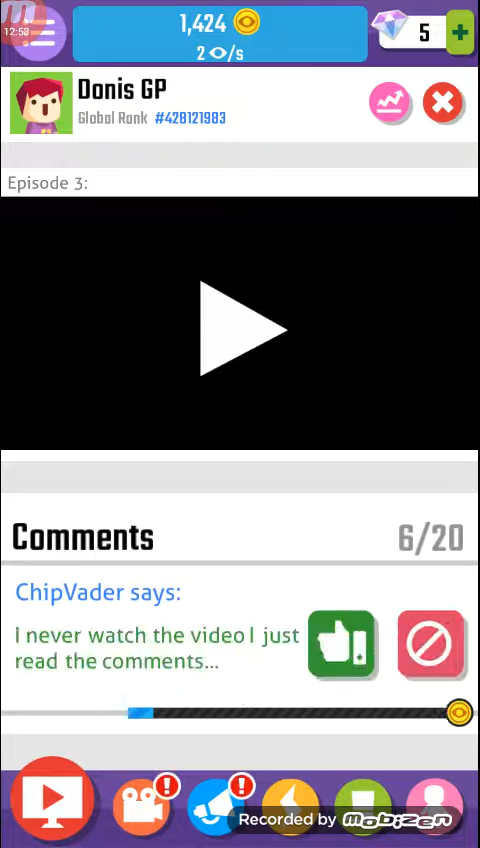 M
12:52
1,424
2 /s
5 +
Donis GP
Global Rank #428121983
Episode 3:
Comments 6/20
ChipVader says:
I never watch the video I just
read the comments...
! !
Recorded by mobizen